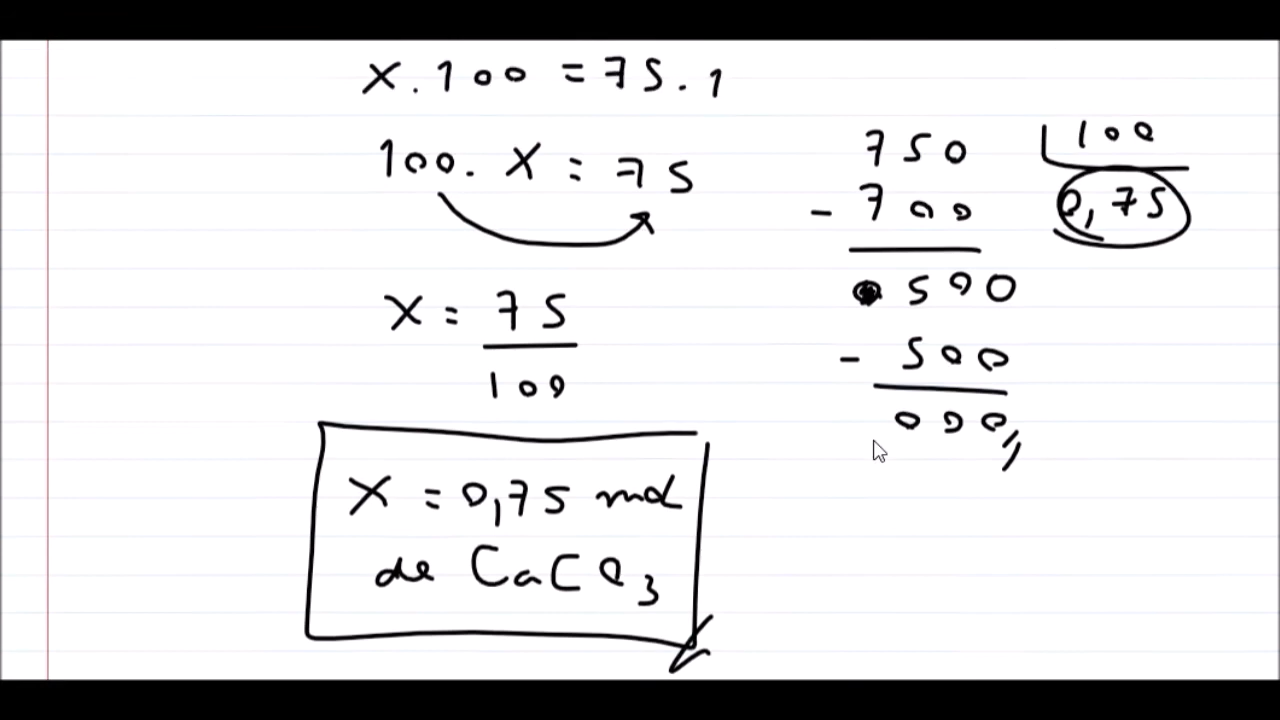 x . 100 = 75 . 1
100 . x = 75
x = 75
100
x = 0,75 mol
de CaCO3
750 100
- 700 0,75
500
- 500
000,,